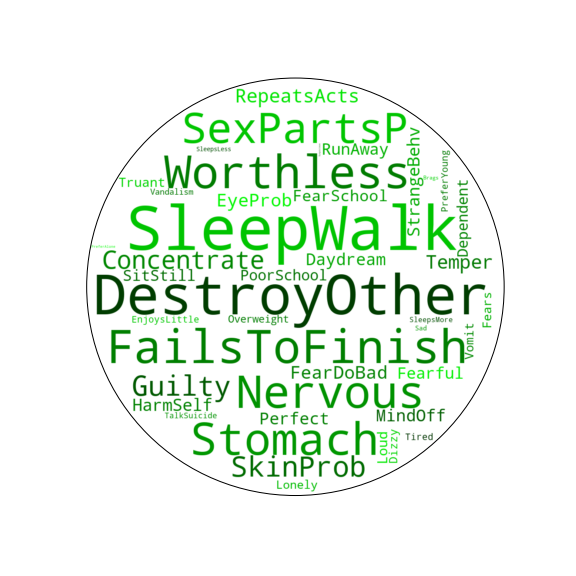 RepeatsActs
SexPartsP
SleepsLess
RunAway
StrangeBehv
Worthless
PreferYoung
Brags
Truant
Vandalism
EyeProb
FearSchool
Dependent
SleepWalk
Concentrate
Daydream
Temper
SitStill
PoorSchool
DestroyOther
Fears
EnjoysLittle
Overweight
SleepsMore
Sad
Vomit
FailsToFinish
FearDoBad
Fearful
Guilty
Nervous
HarmSelf
TalkSuicide
Perfect
MindOff
Stomach
Loud
Dizzy
Tired
SkinProb
Lonely